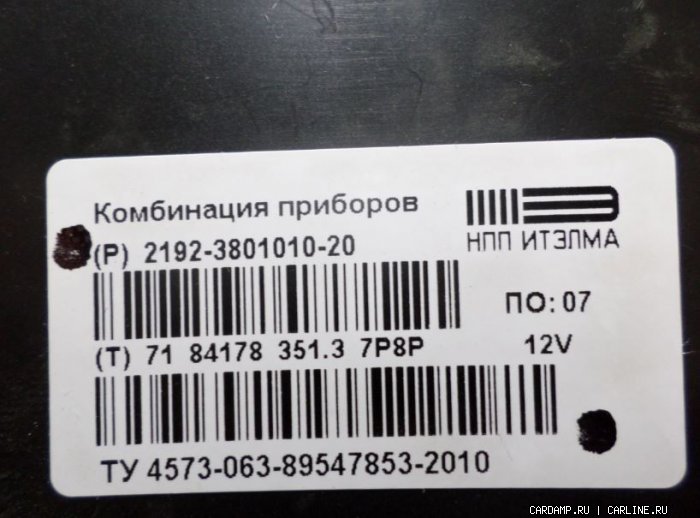 Комбинация приборов
НПП ИТЭЛМА
(P) 2192-3801010-20
ПО: 07
(T) 71 84178 351.3 7P8P
12V
ТУ 4573-063-89547853-2010
CARDAMP.RU | CARLINE.RU